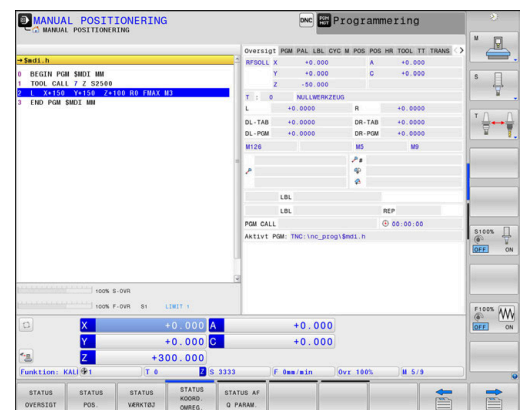 MANUAL POSITIONERING
MANUAL POSITIONERING
DNC
Programmering
→$mdi.h
0 BEGIN PGM $MDI MM
1 TOOL CALL 7 Z S2500
2 L X+150 Y+150 Z+100 R0 FMAX M3
3 END PGM $MDI MM
100% S-OVR
100% F-OVR S1 LIMIT 1
Oversigt PGM PAL LBL CYC M POS POS HR TOOL TT TRANS
RFSOLL X +0.000 A +0.000
Y +0.000 C +0.000
Z -50.000
T : 0 NULLWERKZEUG
L +0.0000 R +0.0000
DL-TAB +0.0000 DR-TAB +0.0000
DL-PGM +0.0000 DR-PGM +0.0000
M126 M5 M9
P
P#
LBL
LBL REP
PGM CALL 00:00:00
Aktivt PGM: TNC:\nc_prog\$mdi.h
X +0.000 A +0.000
Y +0.000 C +0.000
Z +300.000
Funktion: KALI 1 T 0 Z S 3333 F 0mm/min Ovr 100% M 5/9
STATUS OVERSIGT
STATUS POS.
STATUS VÆRKTØJ
STATUS KOORD. OMREG.
STATUS AF Q PARAM.
M
S
T
S100%
OFF ON
F100%
OFF ON